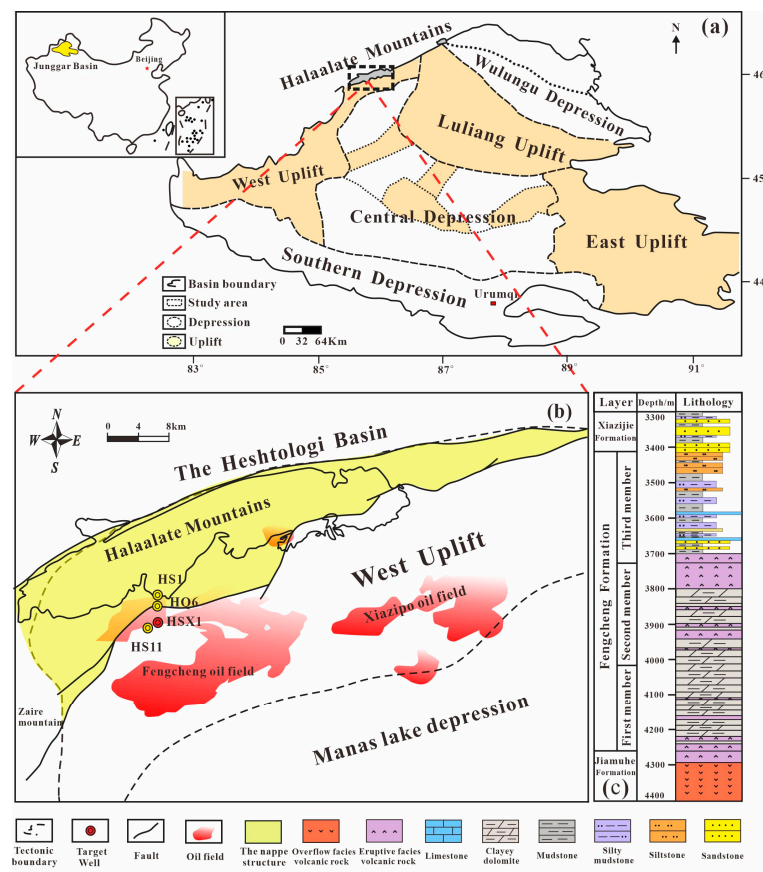 (a)
N
Junggar Basin
Beijing
Halaalate Mountains
Wulungu Depression
Luliang Uplift
West Uplift
Central Depression
East Uplift
Southern Depression
Urumqi
Basin boundary
Study area
Depression
Uplift
0 32 64Km
46
45
44
83 85 87 89 91
(b)
N
W E
S
0 4 8km
The Heshtologi Basin
Halaalate Mountains
West Uplift
HS1
HO6
HSX1
HS11
Xiazipo oil field
Fengcheng oil field
Zaire
mountain
Manas lake depression
Layer Depth/m Lithology
Xiazijie
Formation
Fengcheng Formation
Third member
Second member
First member
Jiamuhe
Formation
3300
3400
3500
3600
3700
3800
3900
4000
4100
4200
4300
4400
(c)
Tectonic
boundary
Target
Well
Fault
Oil field
The nappe
structure
Overflow facies
volcanic rock
Eruptive facies
volcanic rock
Limestone
Clayey
dolomite
Mudstone
Silty
mudstone
Siltstone
Sandstone